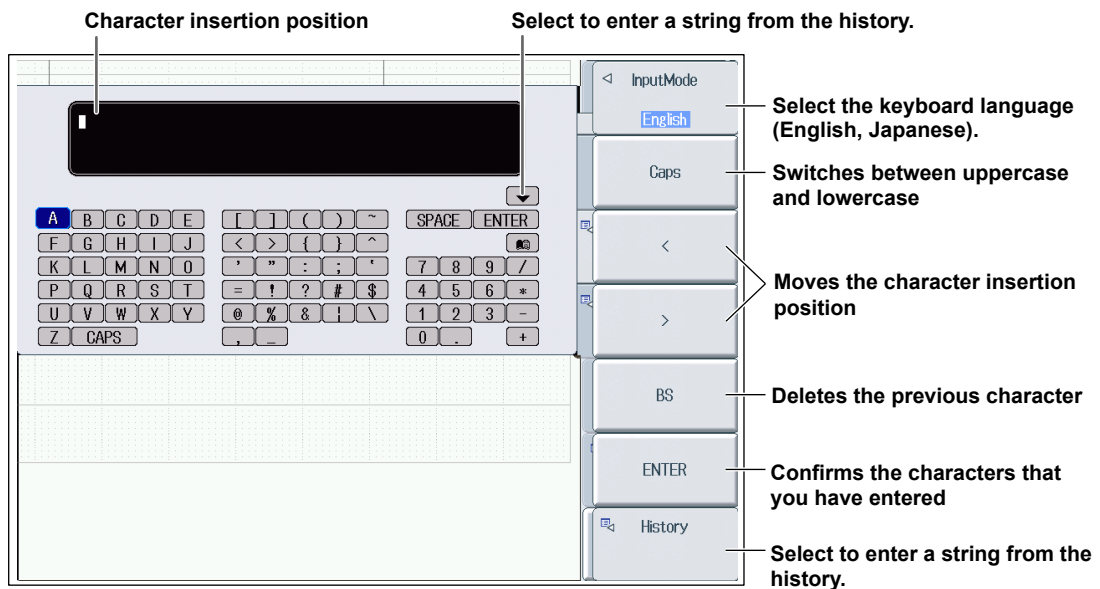 Character insertion position
Select to enter a string from the history.
InputMode
English
Select the keyboard language
(English, Japanese).
Caps
Switches between uppercase
and lowercase
<
>
Moves the character insertion
position
BS
Deletes the previous character
ENTER
Confirms the characters that
you have entered
History
Select to enter a string from the
history.
A B C D E [ ] ( ) ~ SPACE ENTER
F G H I J < > { } ^
K L M N O ' " : ; ‘ 7 8 9 /
P Q R S T = ! ? # $ 4 5 6 *
U V W X Y @ % & ¦ \ 1 2 3 -
Z CAPS , _ 0 . +